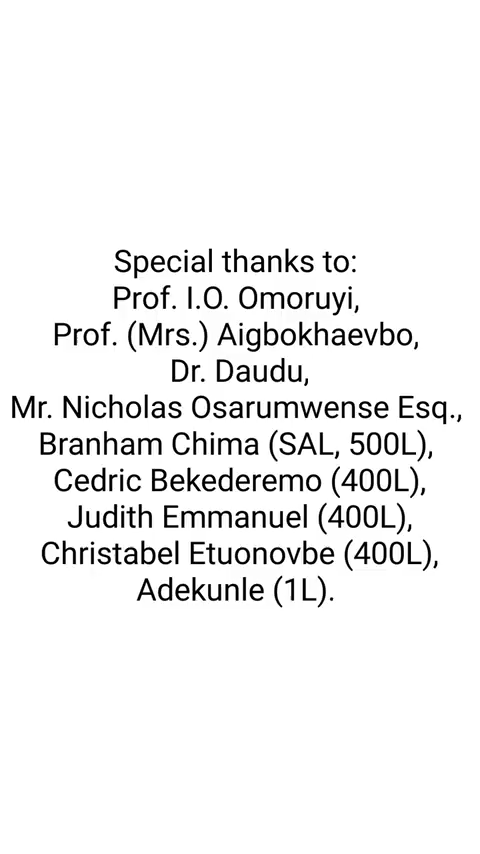 Special thanks to:
Prof. I.O. Omoruyi,
Prof. (Mrs.) Aigbokhaevbo,
Dr. Daudu,
Mr. Nicholas Osarumwense Esq.,
Branham Chima (SAL, 500L),
Cedric Bekederemo (400L),
Judith Emmanuel (400L),
Christabel Etuonovbe (400L),
Adekunle (1L).